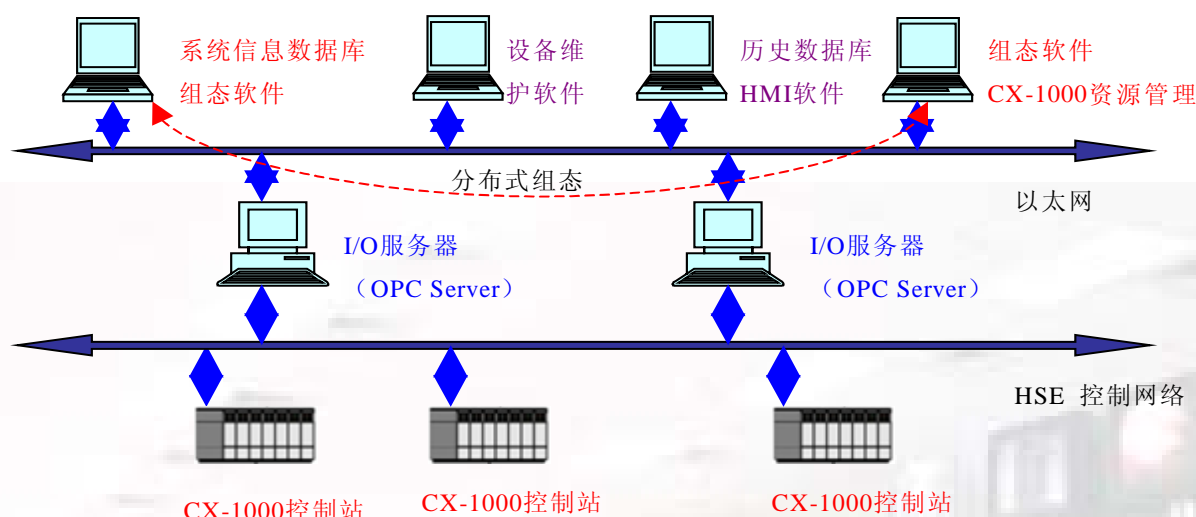 系统信息数据库
组态软件
设备维
护软件
历史数据库
HMI软件
组态软件
CX-1000资源管理
分布式组态
以太网
I/O服务器
（OPC Server）
I/O服务器
（OPC Server）
HSE 控制网络
CX-1000控制站
CX-1000控制站
CX-1000控制站